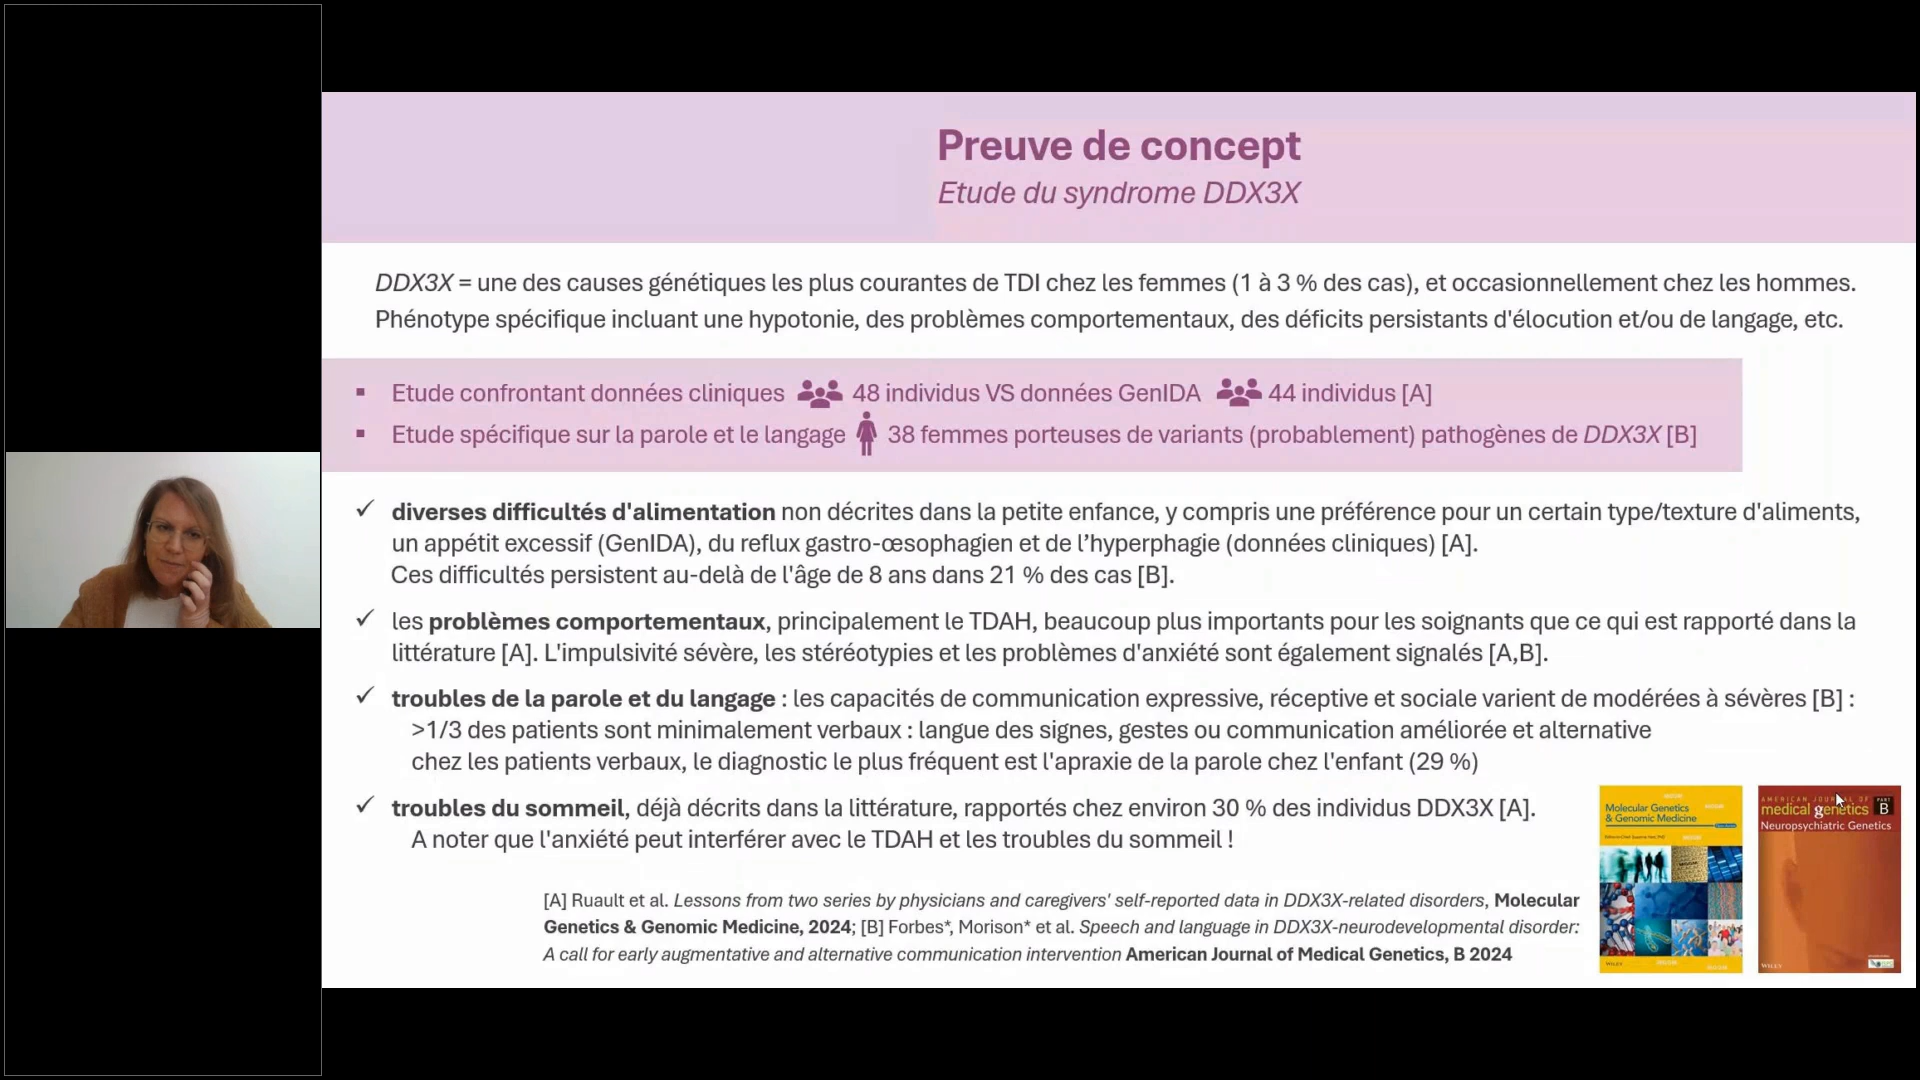 Preuve de concept
Etude du syndrome DDX3X
DDX3X = une des causes génétiques les plus courantes de TDI chez les femmes (1 à 3 % des cas), et occasionnellement chez les hommes.
Phénotype spécifique incluant une hypotonie, des problèmes comportementaux, des déficits persistants d'élocution et/ou de langage, etc.
▪ Etude confrontant données cliniques 48 individus VS données GenIDA 44 individus [A]
▪ Etude spécifique sur la parole et le langage 38 femmes porteuses de variants (probablement) pathogènes de DDX3X [B]
✓ diverses difficultés d'alimentation non décrites dans la petite enfance, y compris une préférence pour un certain type/texture d'aliments,
un appétit excessif (GenIDA), du reflux gastro-œsophagien et de l’hyperphagie (données cliniques) [A].
Ces difficultés persistent au-delà de l'âge de 8 ans dans 21 % des cas [B].
✓ les problèmes comportementaux, principalement le TDAH, beaucoup plus importants pour les soignants que ce qui est rapporté dans la
littérature [A]. L'impulsivité sévère, les stéréotypies et les problèmes d'anxiété sont également signalés [A,B].
✓ troubles de la parole et du langage : les capacités de communication expressive, réceptive et sociale varient de modérées à sévères [B] :
>1/3 des patients sont minimalement verbaux : langue des signes, gestes ou communication améliorée et alternative
chez les patients verbaux, le diagnostic le plus fréquent est l'apraxie de la parole chez l'enfant (29 %)
✓ troubles du sommeil, déjà décrits dans la littérature, rapportés chez environ 30 % des individus DDX3X [A].
A noter que l'anxiété peut interférer avec le TDAH et les troubles du sommeil !
[A] Ruault et al. Lessons from two series by physicians and caregivers' self-reported data in DDX3X-related disorders, Molecular
Genetics & Genomic Medicine, 2024; [B] Forbes*, Morison* et al. Speech and language in DDX3X-neurodevelopmental disorder:
A call for early augmentative and alternative communication intervention American Journal of Medical Genetics, B 2024
Molecular Genetics
& Genomic Medicine
WILEY
AMERICAN JOURNAL OF
medical genetics PART B
Neuropsychiatric Genetics
WILEY